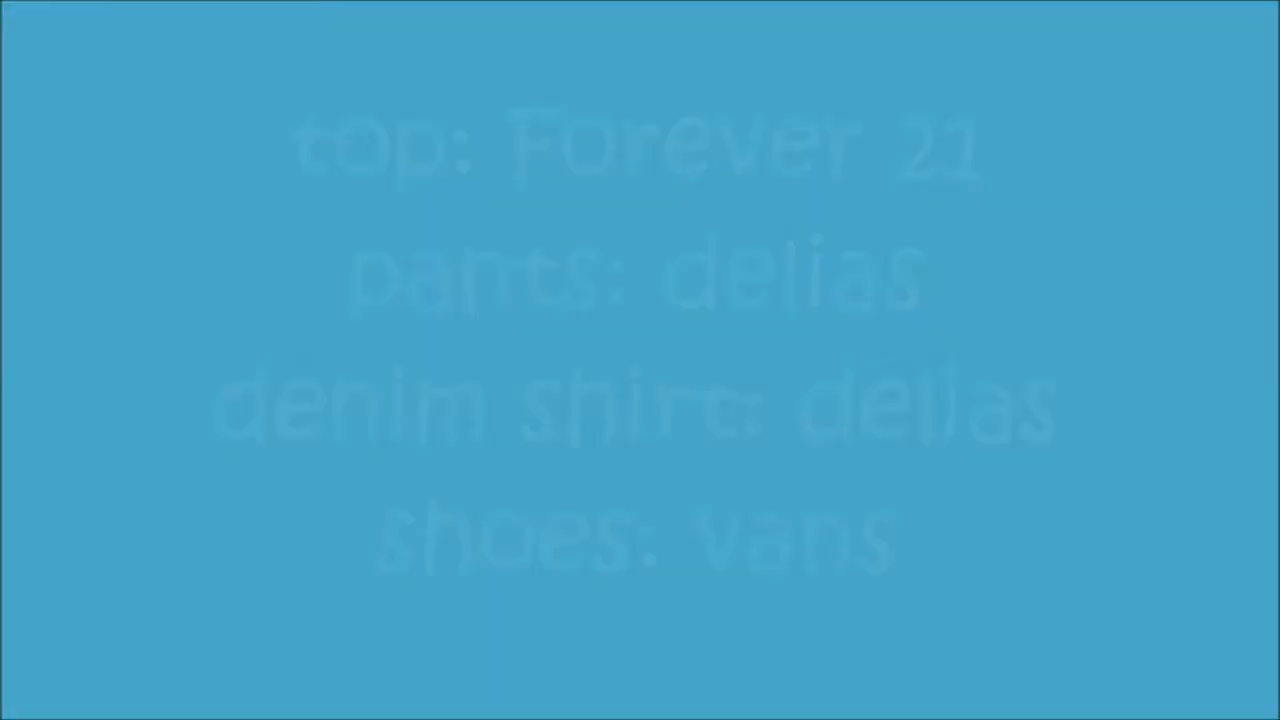 top: Forever 21
pants: delias
denim shirt: delias
shoes: vans